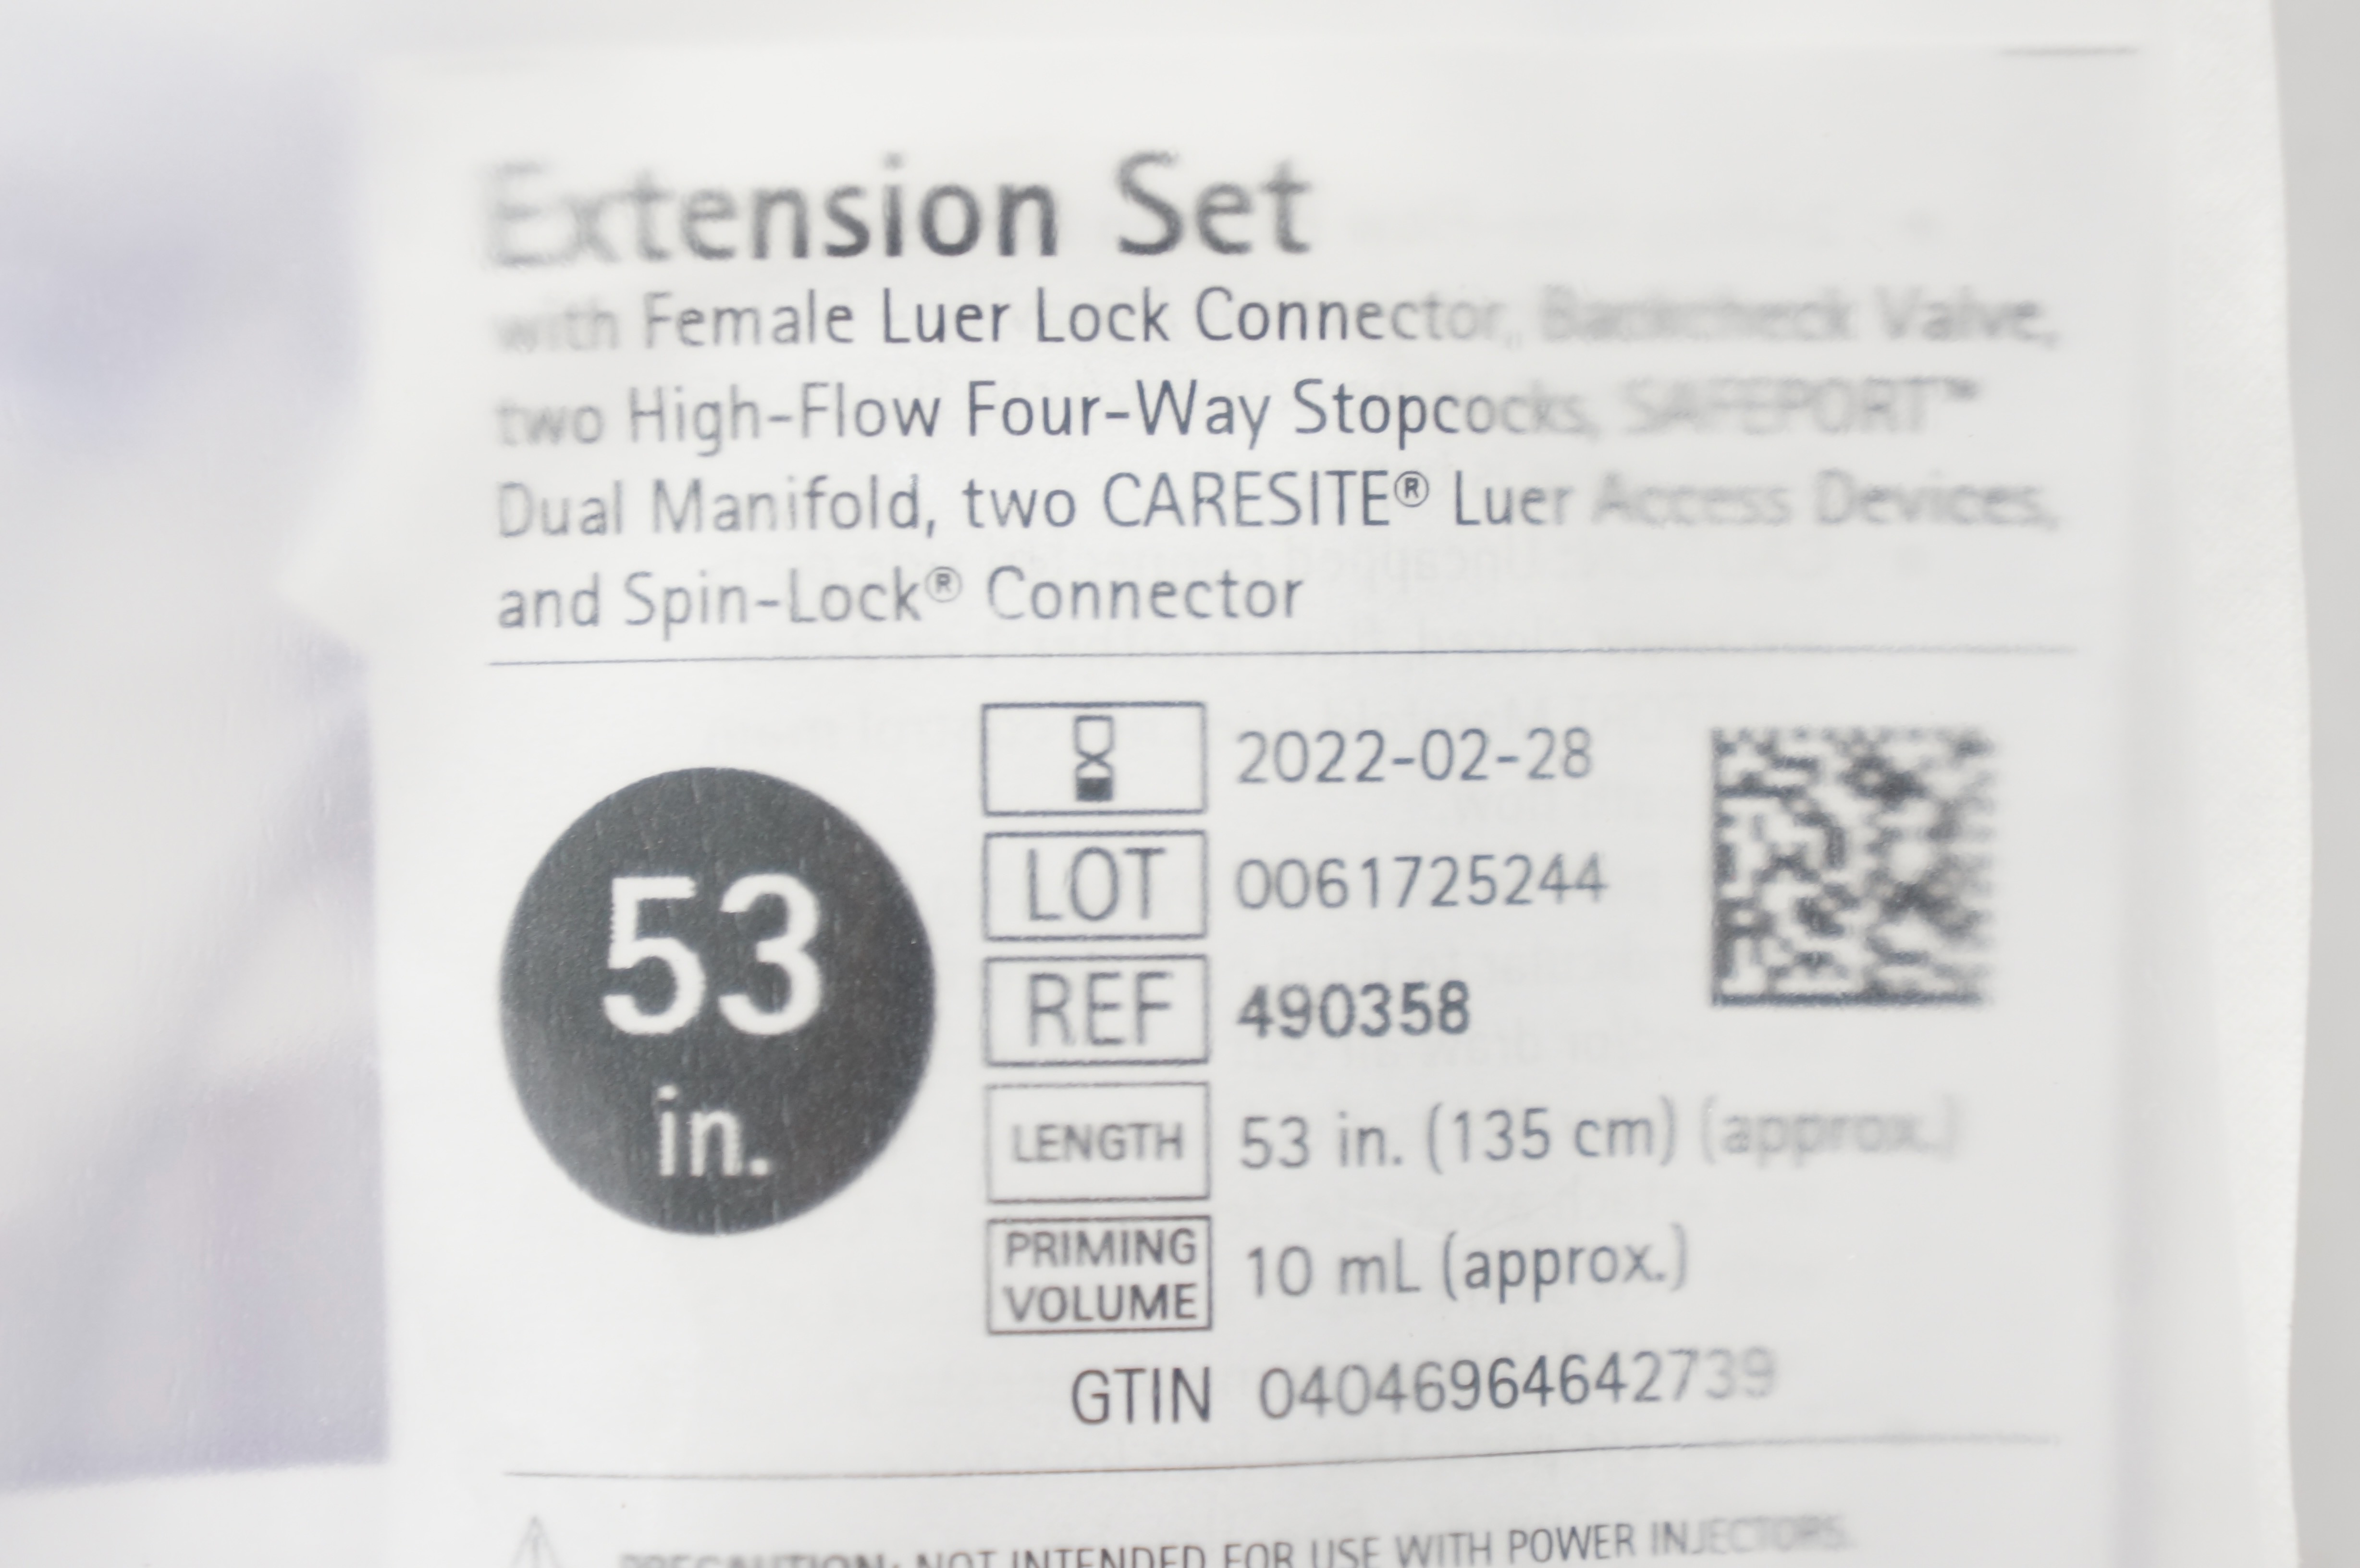 Extension Set
with Female Luer Lock Connector, Backcheck Valve,
two High-Flow Four-Way Stopcocks, SAFEPORT™
Dual Manifold, two CARESITE® Luer Access Devices,
and Spin-Lock® Connector
53
in.
2022-02-28
LOT 0061725244
REF 490358
LENGTH 53 in. (135 cm) (approx.)
PRIMING
VOLUME 10 mL (approx.)
GTIN 04046964642739
PRECAUTION: NOT INTENDED FOR USE WITH POWER INJECTORS.